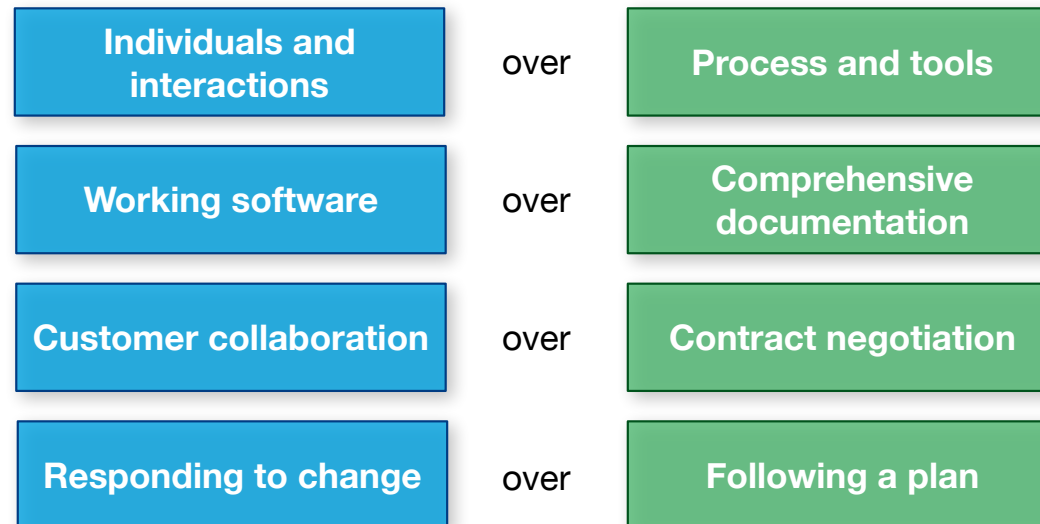 Individuals and
interactions
over
Process and tools
Working software
over
Comprehensive
documentation
Customer collaboration
over
Contract negotiation
Responding to change
over
Following a plan